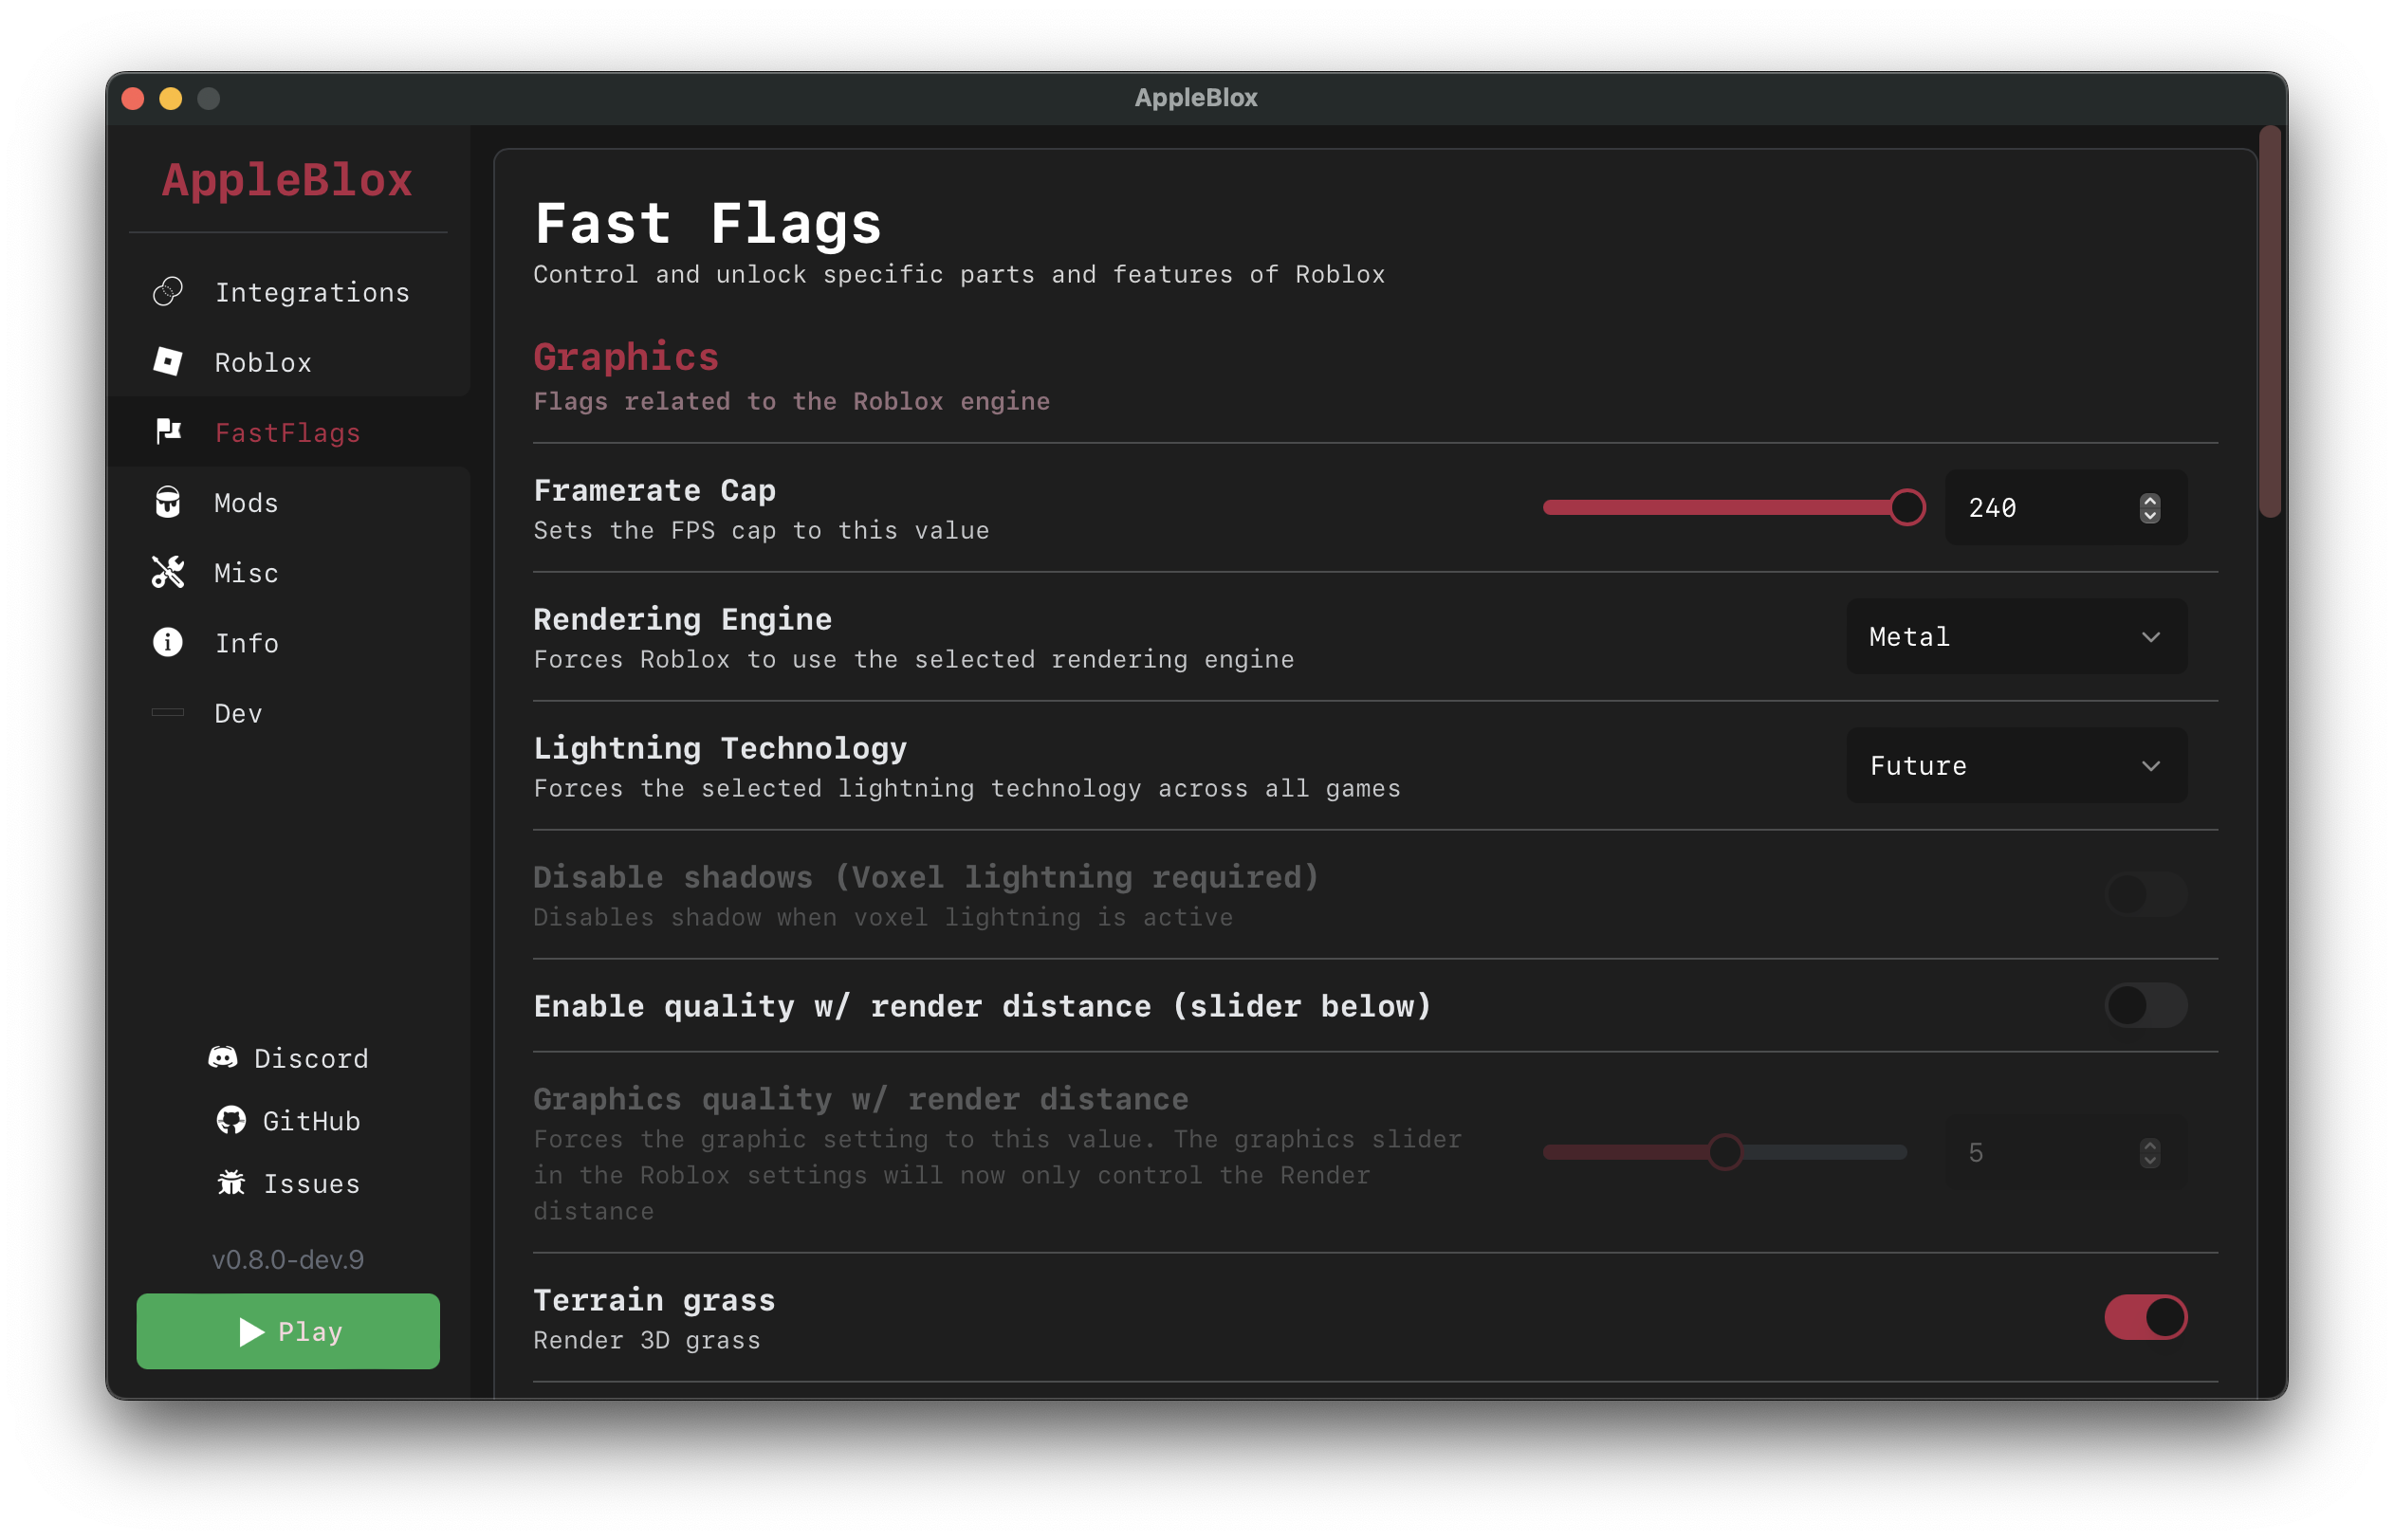 AppleBlox
AppleBlox
Integrations
Roblox
FastFlags
Mods
Misc
Info
Dev
Discord
GitHub
Issues
v0.8.0-dev.9
Play
Fast Flags
Control and unlock specific parts and features of Roblox
Graphics
Flags related to the Roblox engine
Framerate Cap
Sets the FPS cap to this value
240
Rendering Engine
Forces Roblox to use the selected rendering engine
Metal
Lightning Technology
Forces the selected lightning technology across all games
Future
Disable shadows (Voxel lightning required)
Disables shadow when voxel lightning is active
Enable quality w/ render distance (slider below)
Graphics quality w/ render distance
Forces the graphic setting to this value. The graphics slider
in the Roblox settings will now only control the Render
distance
5
Terrain grass
Render 3D grass